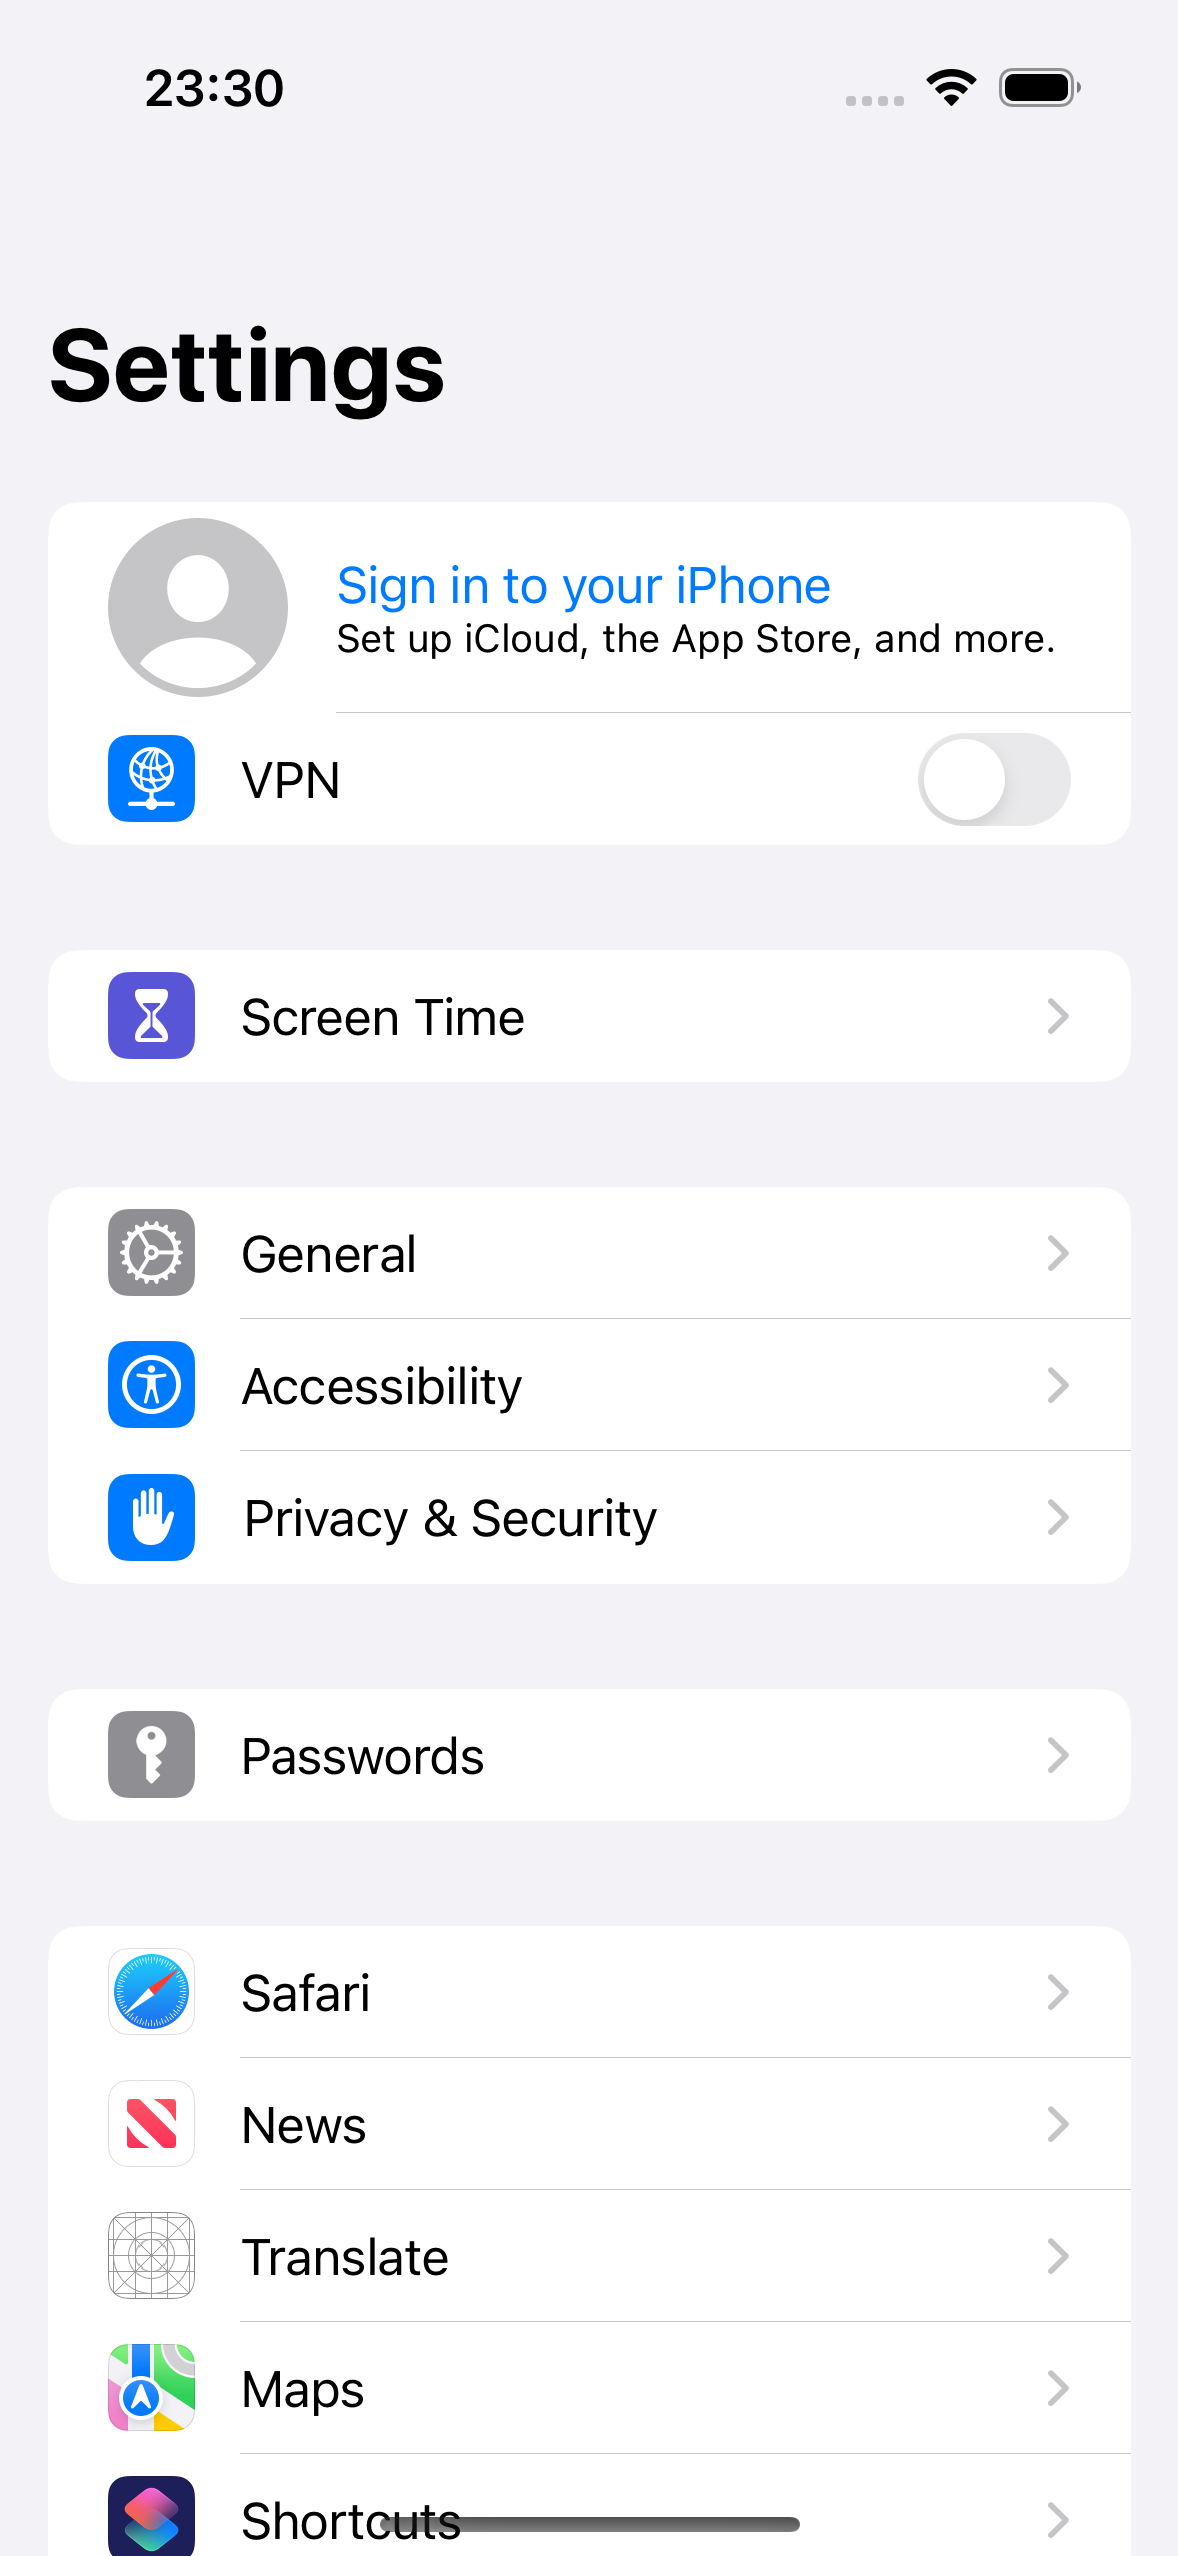 23:30
Settings
Sign in to your iPhone
Set up iCloud, the App Store, and more.
VPN
Screen Time
General
Accessibility
Privacy & Security
Passwords
Safari
News
Translate
Maps
Shortcuts